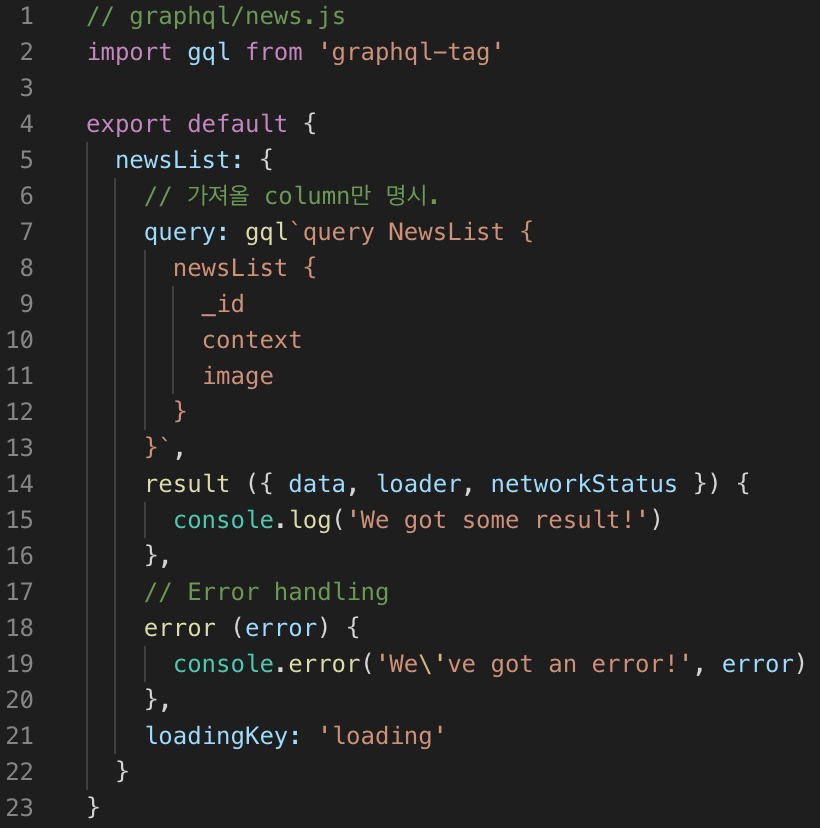 1 // graphql/news.js
2 import gql from 'graphql-tag'
3
4 export default {
5 newsList: {
6 // 가져올 column만 명시.
7 query: gql`query NewsList {
8 newsList {
9 _id
10 context
11 image
12 }
13 }`,
14 result ({ data, loader, networkStatus }) {
15 console.log('We got some result!')
16 },
17 // Error handling
18 error (error) {
19 console.error('We\'ve got an error!', error)
20 },
21 loadingKey: 'loading'
22 }
23 }